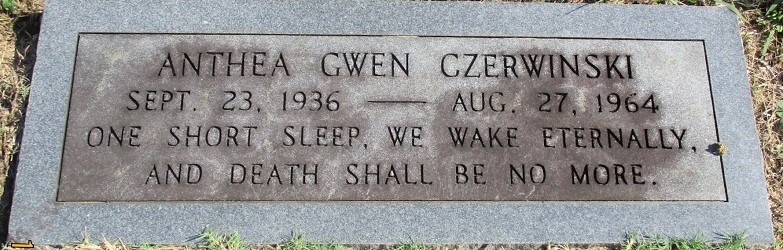 ANTHEA GWEN CZERWINSKI
SEPT. 23, 1936 — AUG. 27, 1964
ONE SHORT SLEEP, WE WAKE ETERNALLY,
AND DEATH SHALL BE NO MORE.